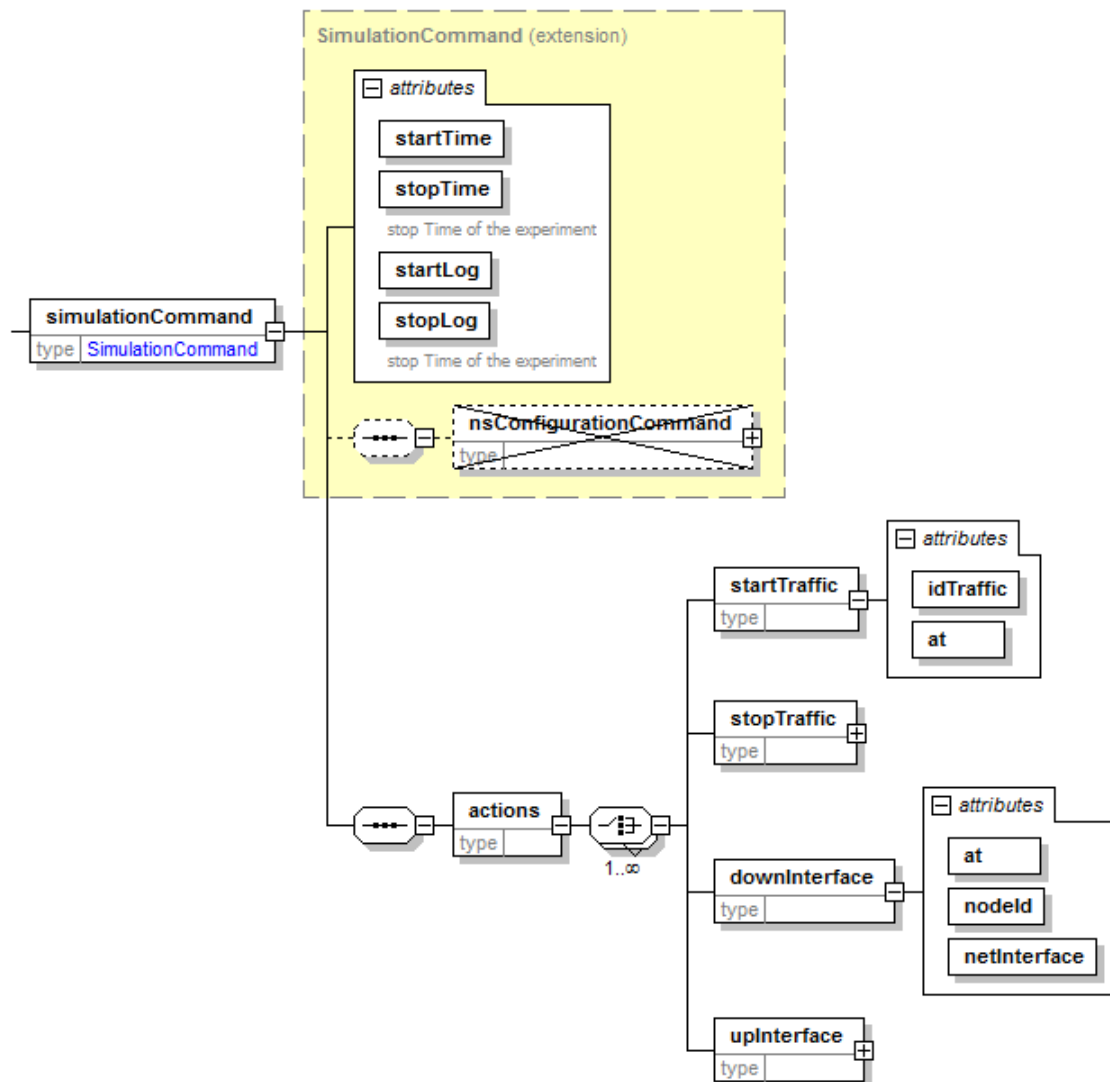 SimulationCommand (extension)
attributes
startTime
stopTime
stop Time of the experiment
startLog
stopLog
stop Time of the experiment
simulationCommand
type SimulationCommand
nsConfigurationCommand
type
attributes
startTraffic
type
idTraffic
at
stopTraffic
type
actions
type
1..∞
attributes
downInterface
type
at
nodeId
netInterface
upInterface
type